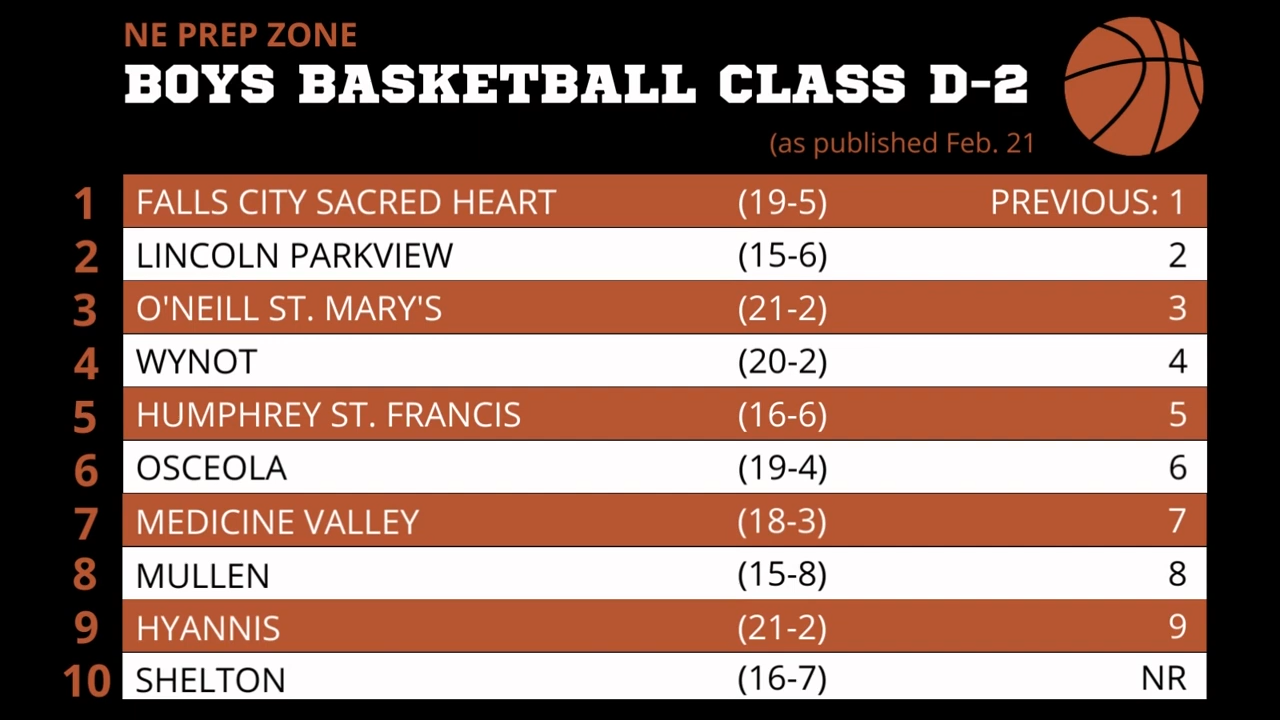 NE PREP ZONE
BOYS BASKETBALL CLASS D-2
(as published Feb. 21
1 FALLS CITY SACRED HEART (19-5) PREVIOUS: 1
2 LINCOLN PARKVIEW (15-6) 2
3 O'NEILL ST. MARY'S (21-2) 3
4 WYNOT (20-2) 4
5 HUMPHREY ST. FRANCIS (16-6) 5
6 OSCEOLA (19-4) 6
7 MEDICINE VALLEY (18-3) 7
8 MULLEN (15-8) 8
9 HYANNIS (21-2) 9
10 SHELTON (16-7) NR